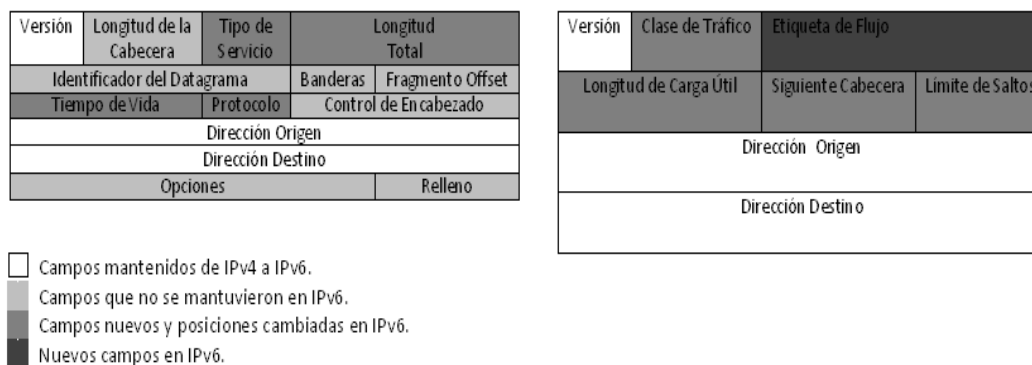 Versión
Longitud de la
Cabecera
Tipo de
Servicio
Longitud
Total
Identificador del Datagrama
Banderas
Fragmento Offset
Tiempo de Vida
Protocolo
Control de Encabezado
Dirección Origen
Dirección Destino
Opciones
Relleno
Versión
Clase de Tráfico
Etiqueta de Flujo
Longitud de Carga Útil
Siguiente Cabecera
Límite de Saltos
Dirección Origen
Dirección Destino
Campos mantenidos de IPv4 a IPv6.
Campos que no se mantuvieron en IPv6.
Campos nuevos y posiciones cambiadas en IPv6.
Nuevos campos en IPv6.